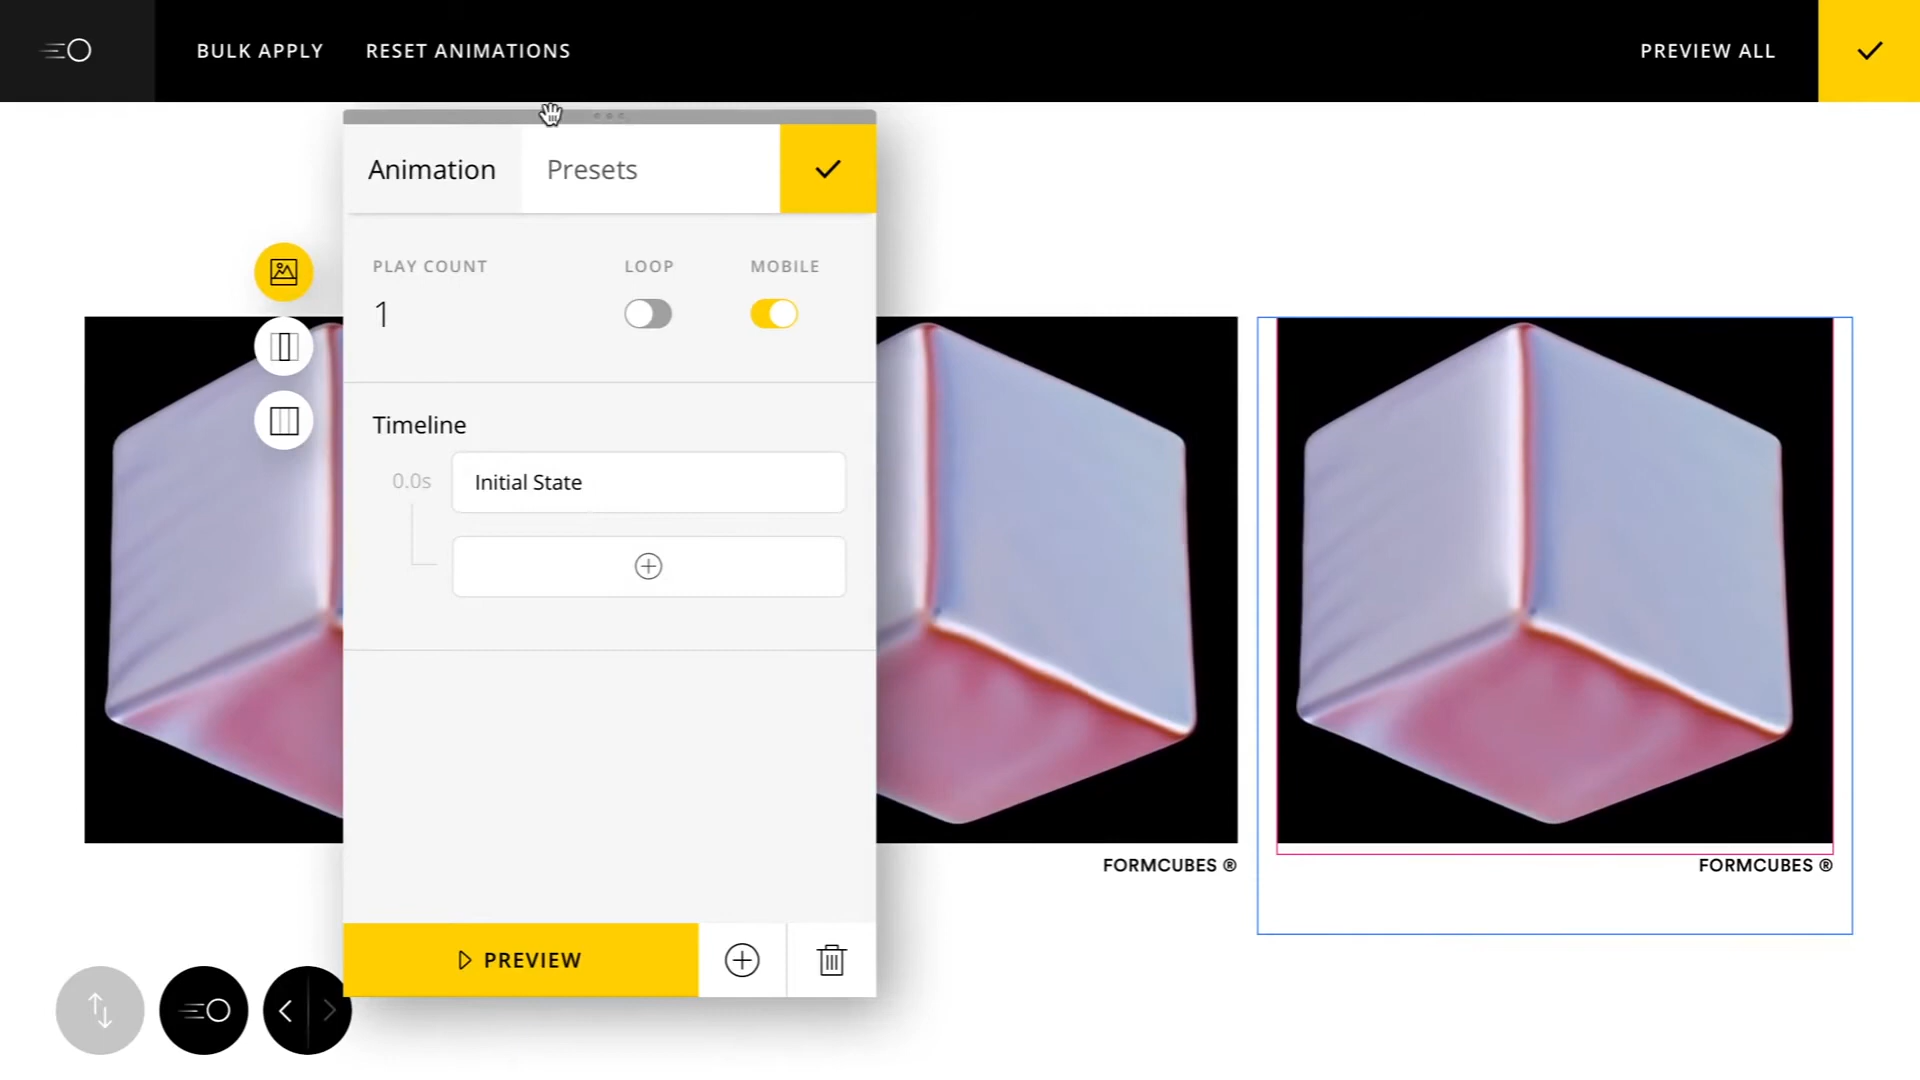 BULK APPLY
RESET ANIMATIONS
PREVIEW ALL
Animation
Presets
PLAY COUNT
LOOP
MOBILE
1
Timeline
0.0s
Initial State
FORMCUBES ®
FORMCUBES ®
PREVIEW